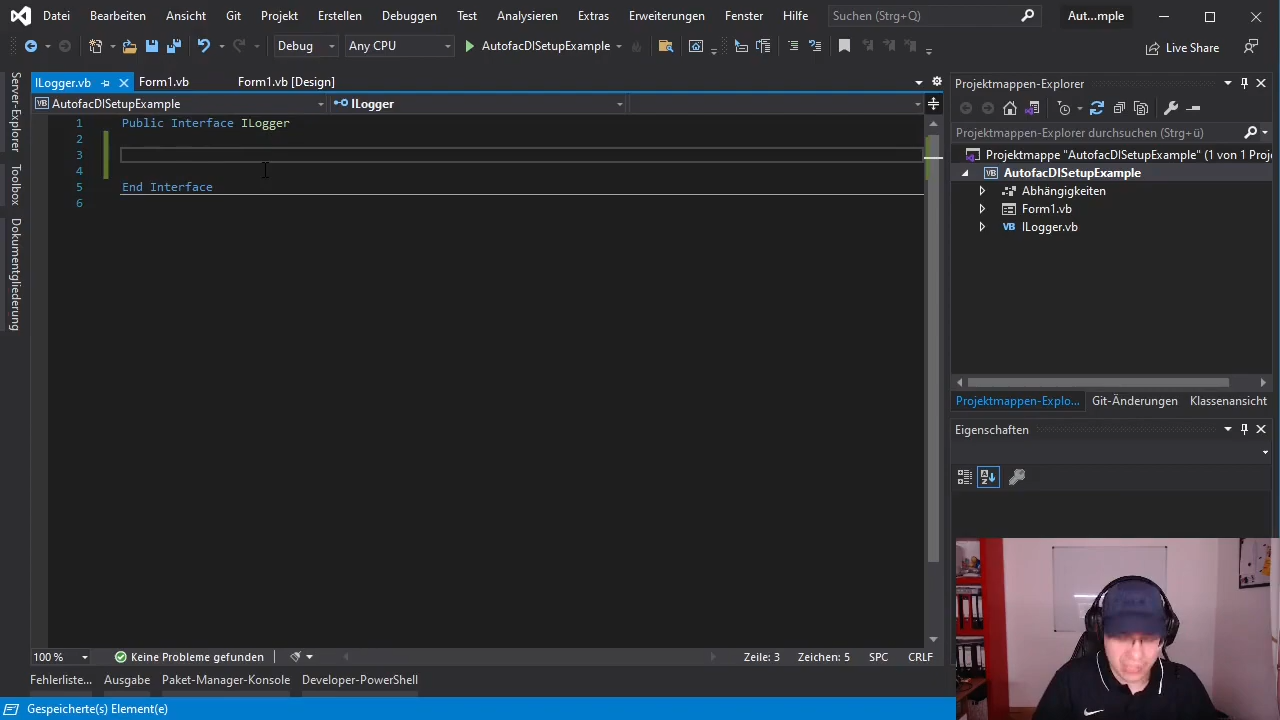 Datei Bearbeiten Ansicht Git Projekt Erstellen Debuggen Test Analysieren Extras Erweiterungen Fenster Hilfe Suchen (Strg+Q) Aut...mple
Debug Any CPU AutofacDISetupExample Live Share
Server-Explorer
Toolbox
Dokumentgliederung
ILogger.vb Form1.vb Form1.vb [Design]
VB AutofacDISetupExample ILogger
1 Public Interface ILogger
2
3
4
5 End Interface
6
100 % Keine Probleme gefunden Zeile: 3 Zeichen: 5 SPC CRLF
Fehlerliste... Ausgabe Paket-Manager-Konsole Developer-PowerShell
Gespeicherte(s) Element(e)
Projektmappen-Explorer
Projektmappen-Explorer durchsuchen (Strg+ü)
Projektmappe "AutofacDISetupExample" (1 von 1 Proje
VB AutofacDISetupExample
Abhängigkeiten
Form1.vb
VB ILogger.vb
Projektmappen-Explo... Git-Änderungen Klassenansicht
Eigenschaften